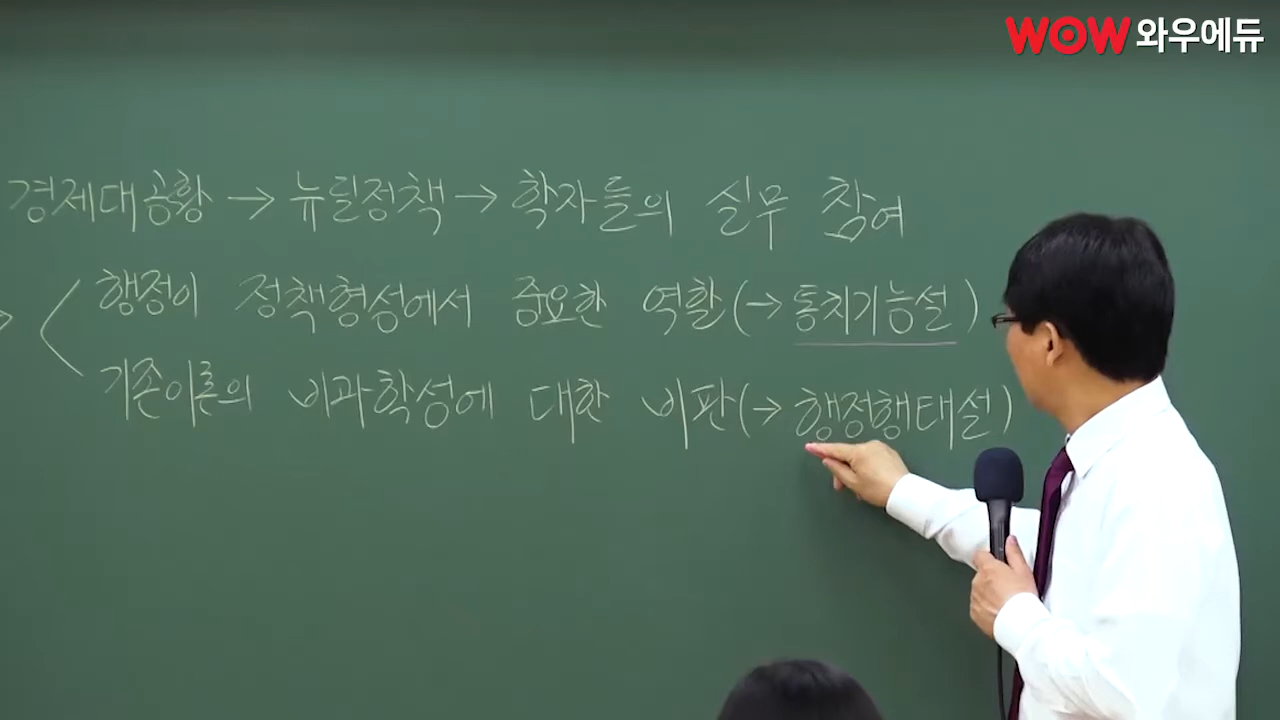 WOW 와우에듀
경제대공황 → 뉴딜정책 → 학자들의 실무 참여
행정이 정책형성에서 중요한 역할 (→ 통치기능설)
기존이론의 비과학성에 대한 비판 (→ 행정행태설)